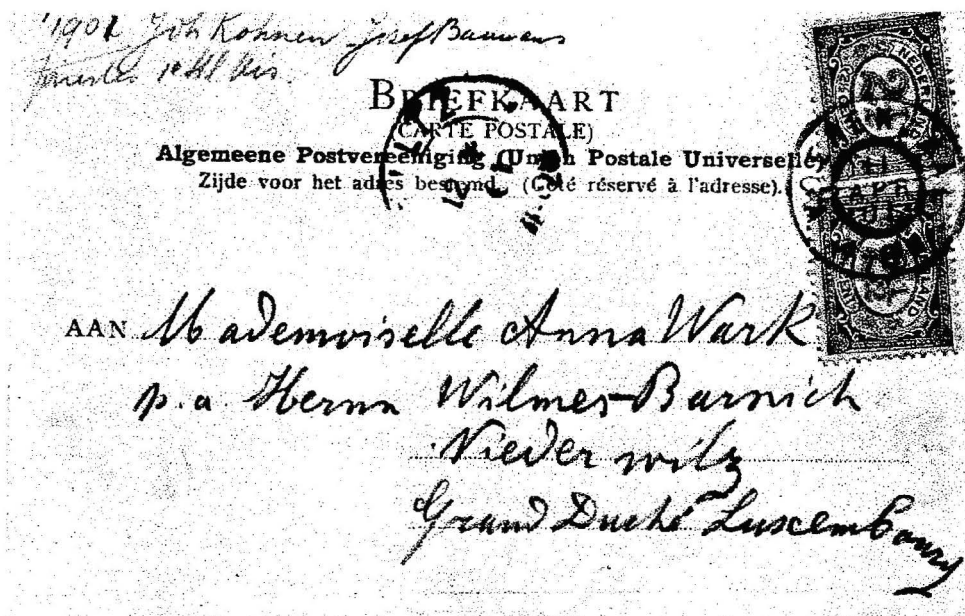 1901 Joh Kohnen Josef Bauwens
BRIEFKAART
(CARTE POSTALE)
Algemeene Postvereeniging (Union Postale Universelle)
Zijde voor het adres bestemd. (Côté réservé à l'adresse).
AAN Mademoiselle Anna Wark
p.a. Herrn Wilmes-Barnich
Niederwilz
Grand Duché Luxembourg